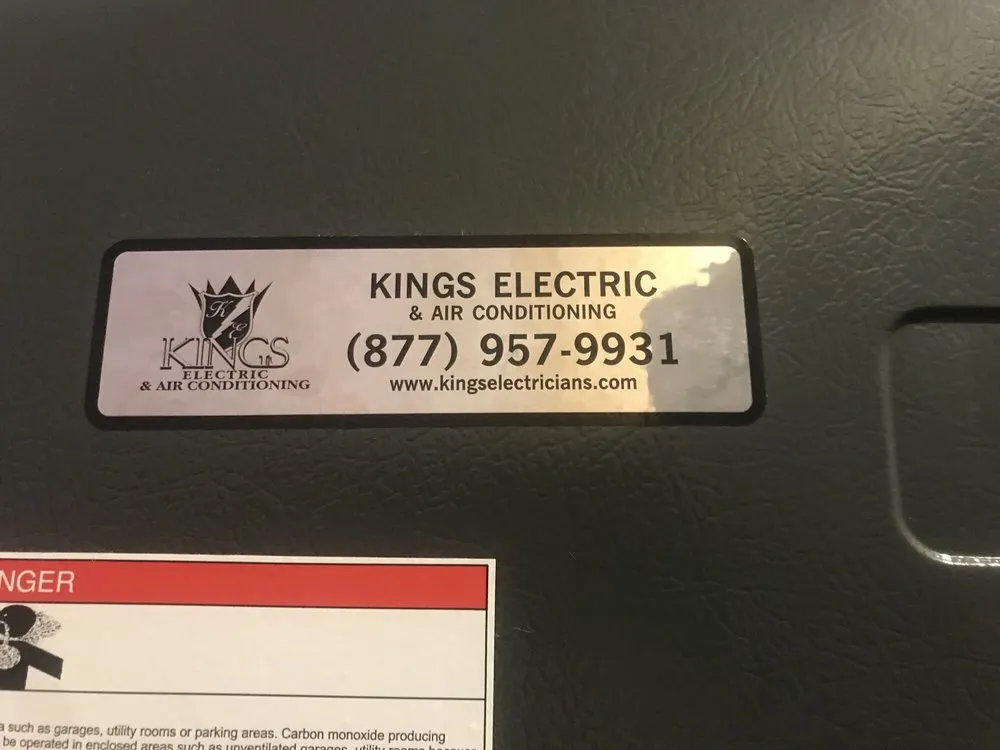 K
E
KINGS
ELECTRIC
& AIR CONDITIONING
KINGS ELECTRIC
& AIR CONDITIONING
(877) 957-9931
www.kingselectricians.com
NGER
a such as garages, utility rooms or parking areas. Carbon monoxide producing
be operated in enclosed areas such as unventilated garages, utility rooms because